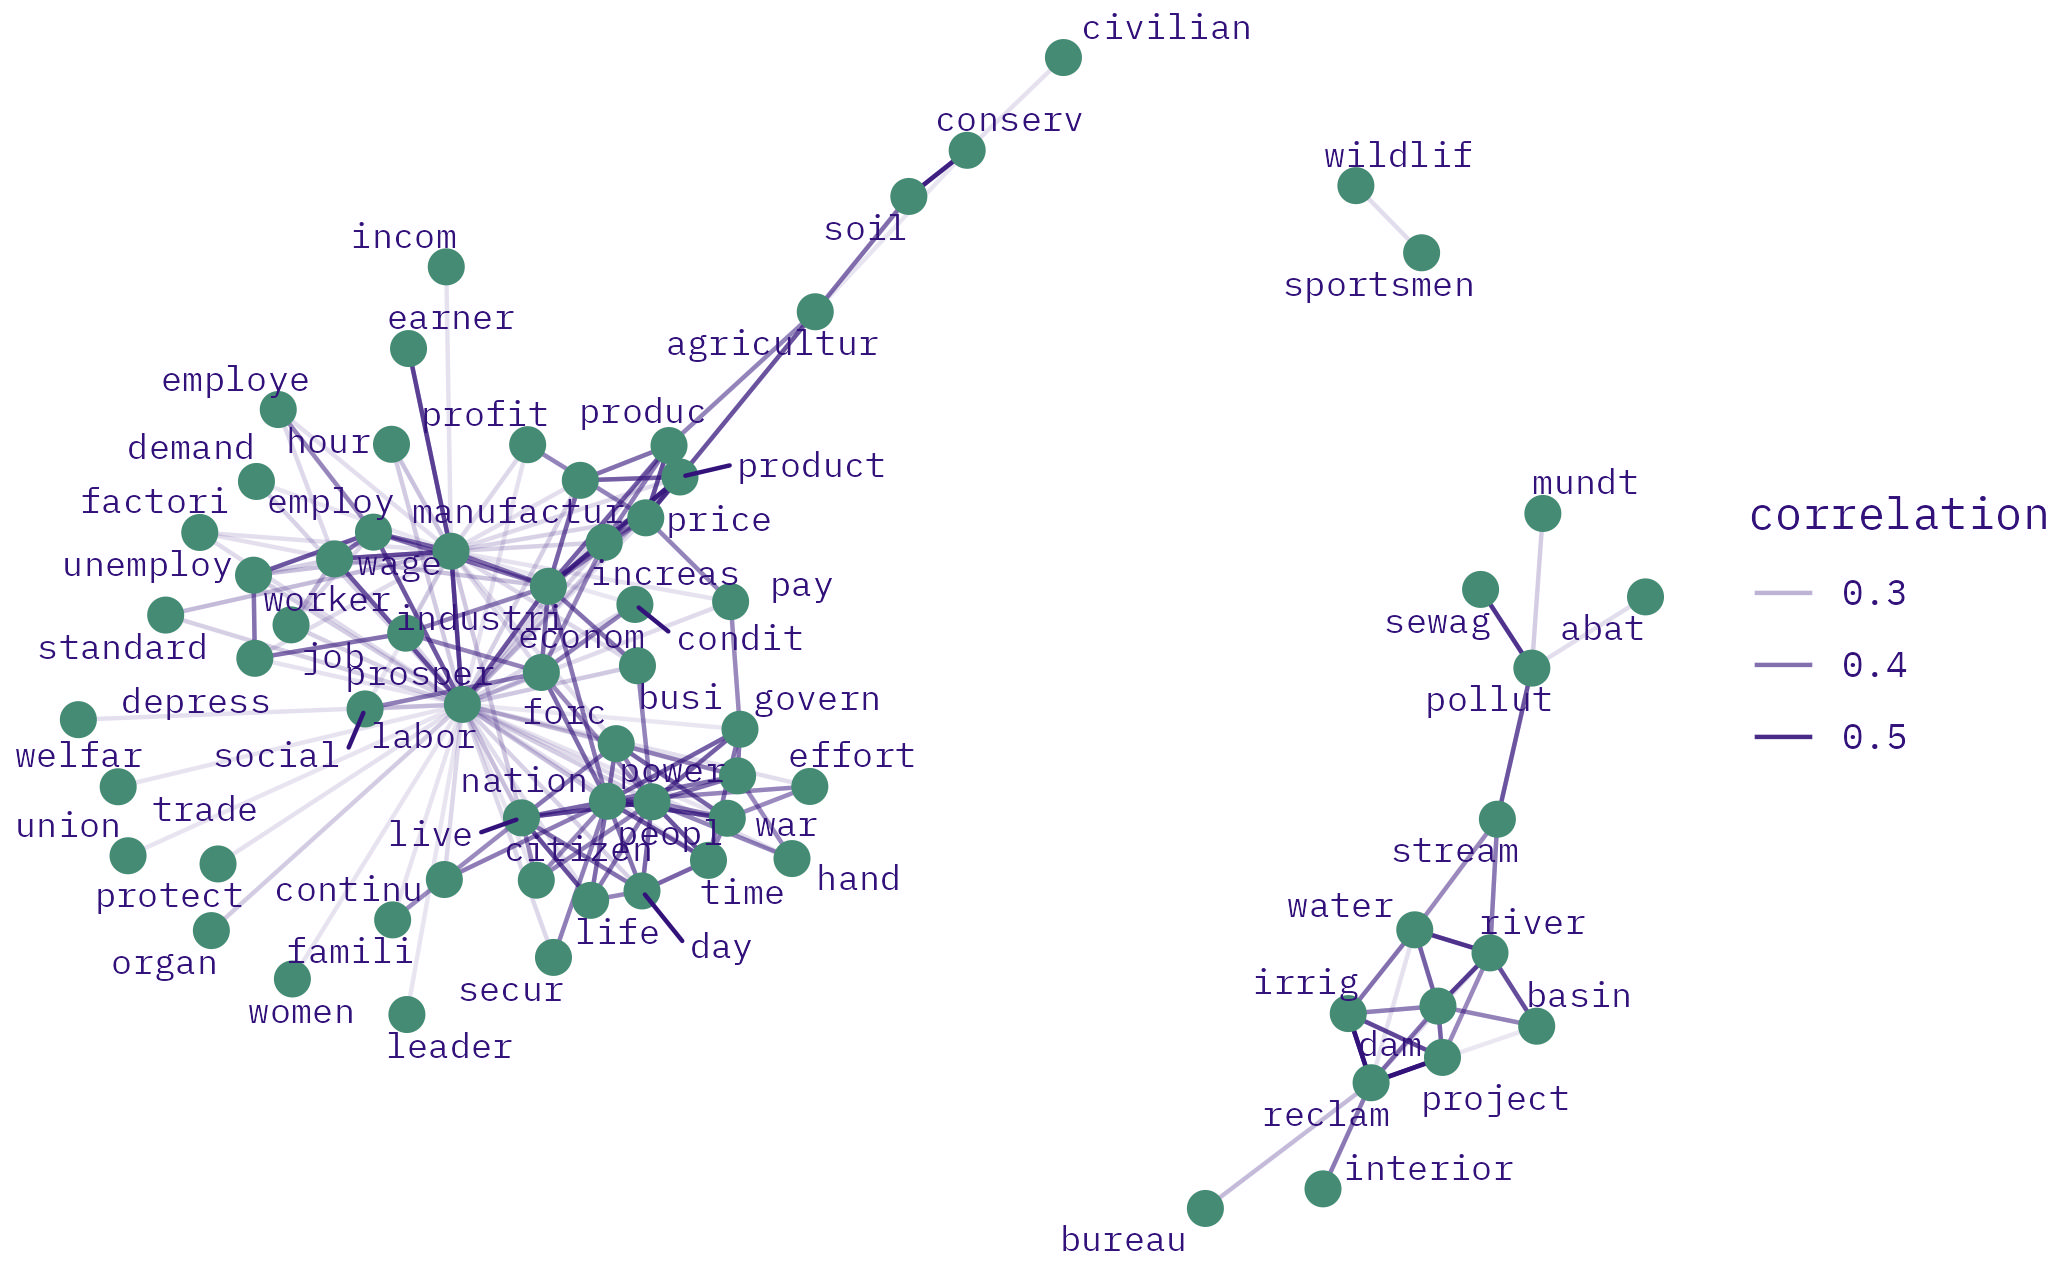 civilian
conserv
wildlif
soil
incom
sportsmen
earner
agricultur
employe
profit
produc
hour
demand
product
mundt
factori
employ
manufactur
price
correlation
unemploy
wage
increas
pay
0.3
worker
industri
sewag
abat
standard
econom
condit
0.4
job
prosper
depress
busi
govern
pollut
forc
labor
0.5
welfar
social
effort
nation
power
trade
union
live
peopl
war
citizen
stream
protect
continu
time
hand
water
river
famili
life
day
organ
irrig
basin
secur
women
dam
leader
project
reclam
interior
bureau